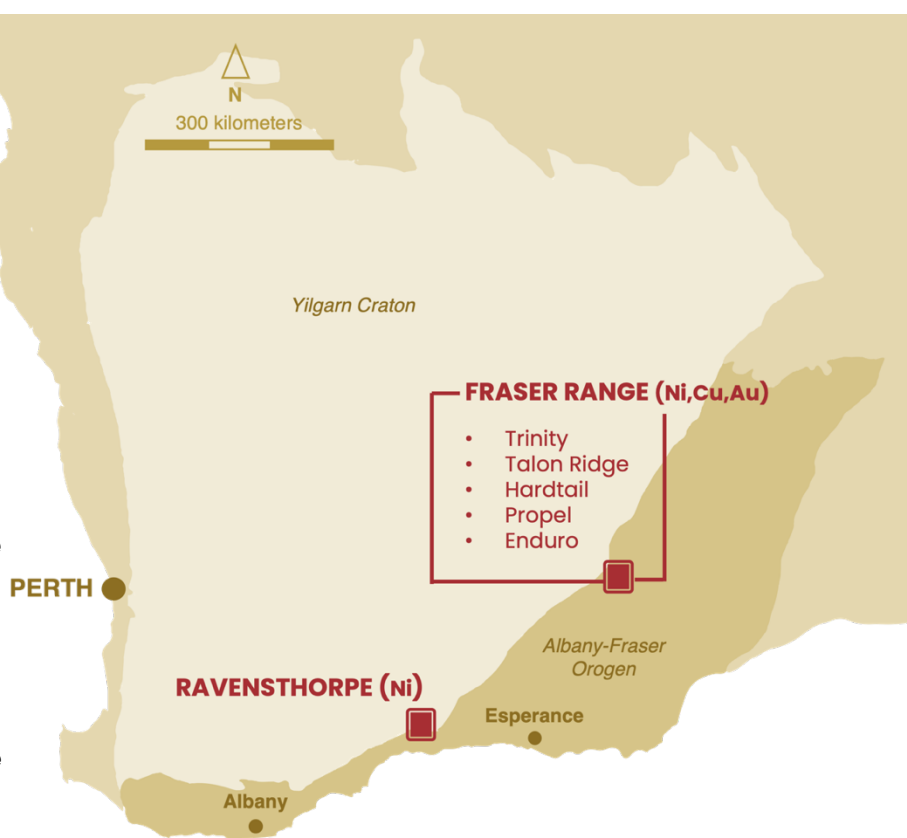 N
300 kilometers
Yilgarn Craton
FRASER RANGE (Ni,Cu,Au)
• Trinity
• Talon Ridge
• Hardtail
• Propel
• Enduro
PERTH
Albany-Fraser
Orogen
RAVENSTHORPE (Ni)
Esperance
Albany